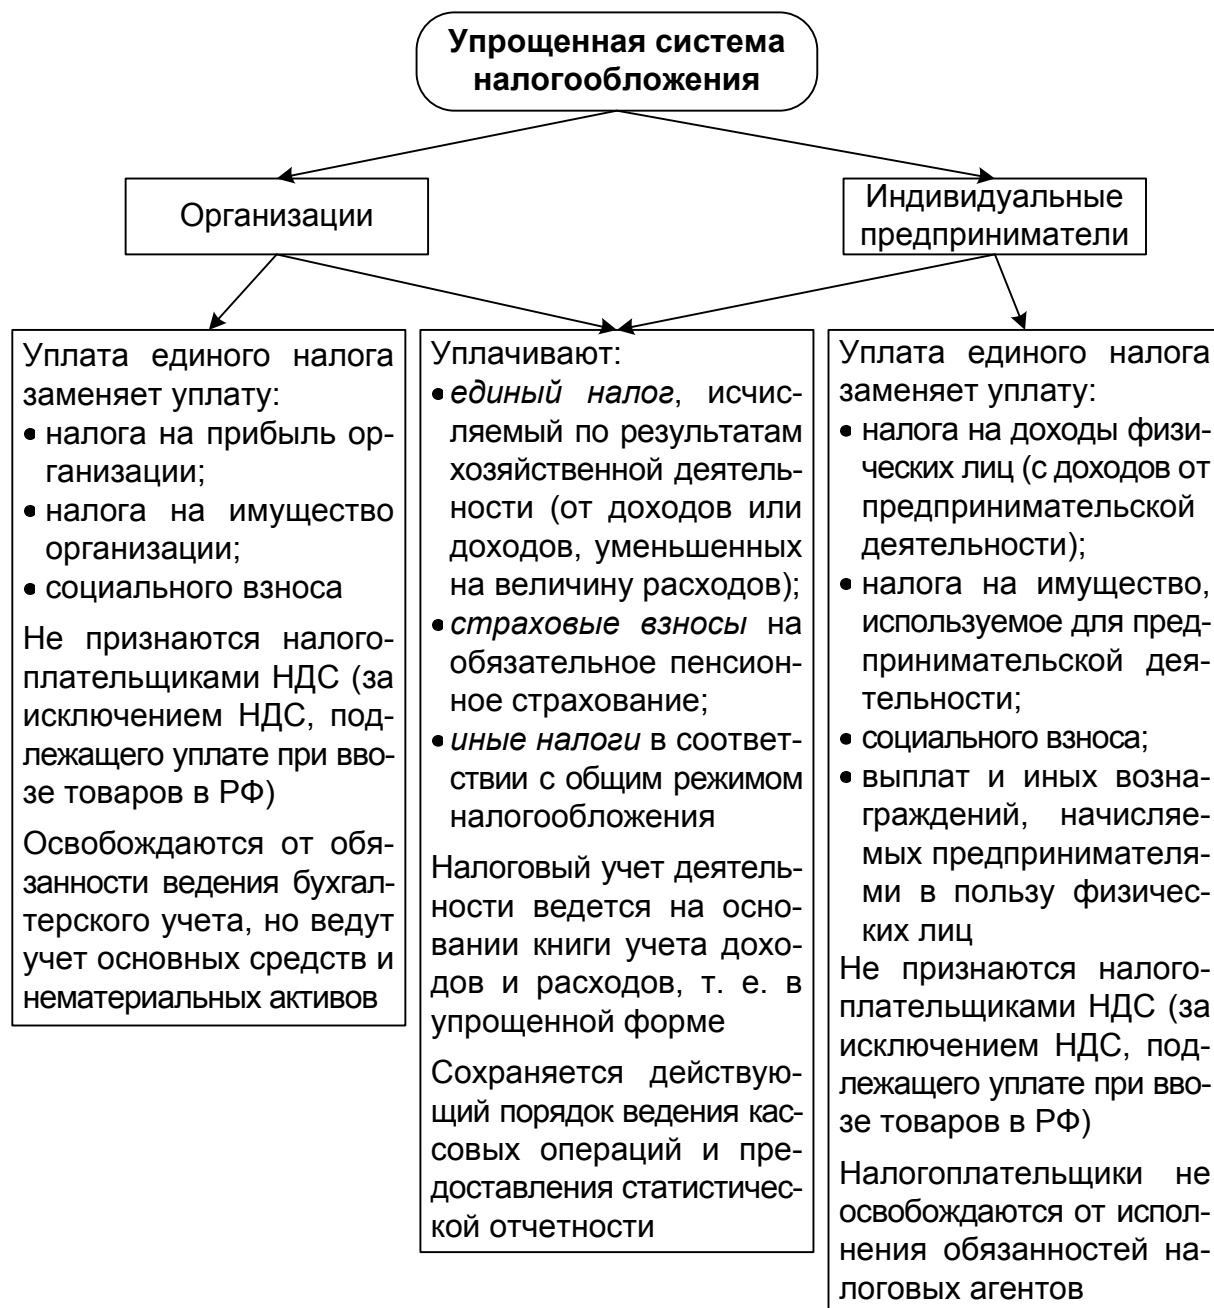 Упрощенная система
налогообложения
Организации
Индивидуальные
предприниматели
Уплата единого налога
заменяет уплату:
• налога на прибыль ор-
ганизации;
• налога на имущество
организации;
• социального взноса
Не признаются налого-
плательщиками НДС (за
исключением НДС, под-
лежащего уплате при вво-
зе товаров в РФ)
Освобождаются от обя-
занности ведения бухгал-
терского учета, но ведут
учет основных средств и
нематериальных активов
Уплачивают:
• единый налог, исчис-
ляемый по результатам
хозяйственной деятель-
ности (от доходов или
доходов, уменьшенных
на величину расходов);
• страховые взносы на
обязательное пенсион-
ное страхование;
• иные налоги в соответ-
ствии с общим режимом
налогообложения
Налоговый учет деятель-
ности ведется на осно-
вании книги учета дохо-
дов и расходов, т. е. в
упрощенной форме
Сохраняется действую-
щий порядок ведения кас-
совых операций и пре-
доставления статистичес-
кой отчетности
Уплата единого налога
заменяет уплату:
• налога на доходы физи-
ческих лиц (с доходов от
предпринимательской
деятельности);
• налога на имущество,
используемое для пред-
принимательской дея-
тельности;
• социального взноса;
• выплат и иных возна-
граждений, начисляе-
мых предпринимателя-
ми в пользу физичес-
ких лиц
Не признаются налого-
плательщиками НДС (за
исключением НДС, под-
лежащего уплате при вво-
зе товаров в РФ)
Налогоплательщики не
освобождаются от испол-
нения обязанностей на-
логовых агентов